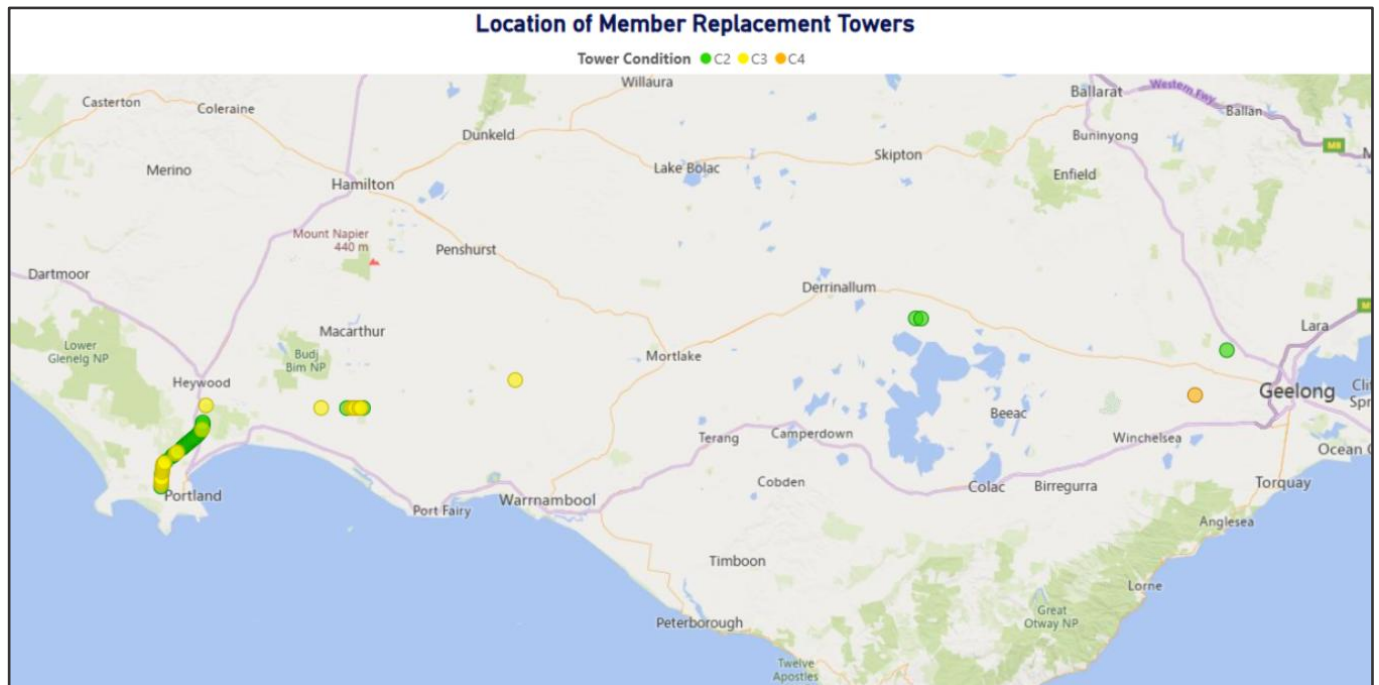 Location of Member Replacement Towers
Tower Condition C2 C3 C4
Willaura
Casterton
Coleraine
Ballarat
Western Fwy
Ballan
Dunkeld
Buninyong
M8
Merino
Lake Bolac
Skipton
Enfield
Hamilton
Mount Napier
440 m
Penshurst
Dartmoor
Derrinallum
Macarthur
Lara
Lower
Glenelg NP
Budj
Bim NP
Mortlake
Heywood
Geelong
Beeac
Terang
Camperdown
Winchelsea
Ocean
Portland
Port Fairy
Warrnambool
Cobden
Colac
Birregurra
Torquay
Anglesea
Timboon
Lorne
Great
Otway NP
Peterborough
Twelve
Apostles